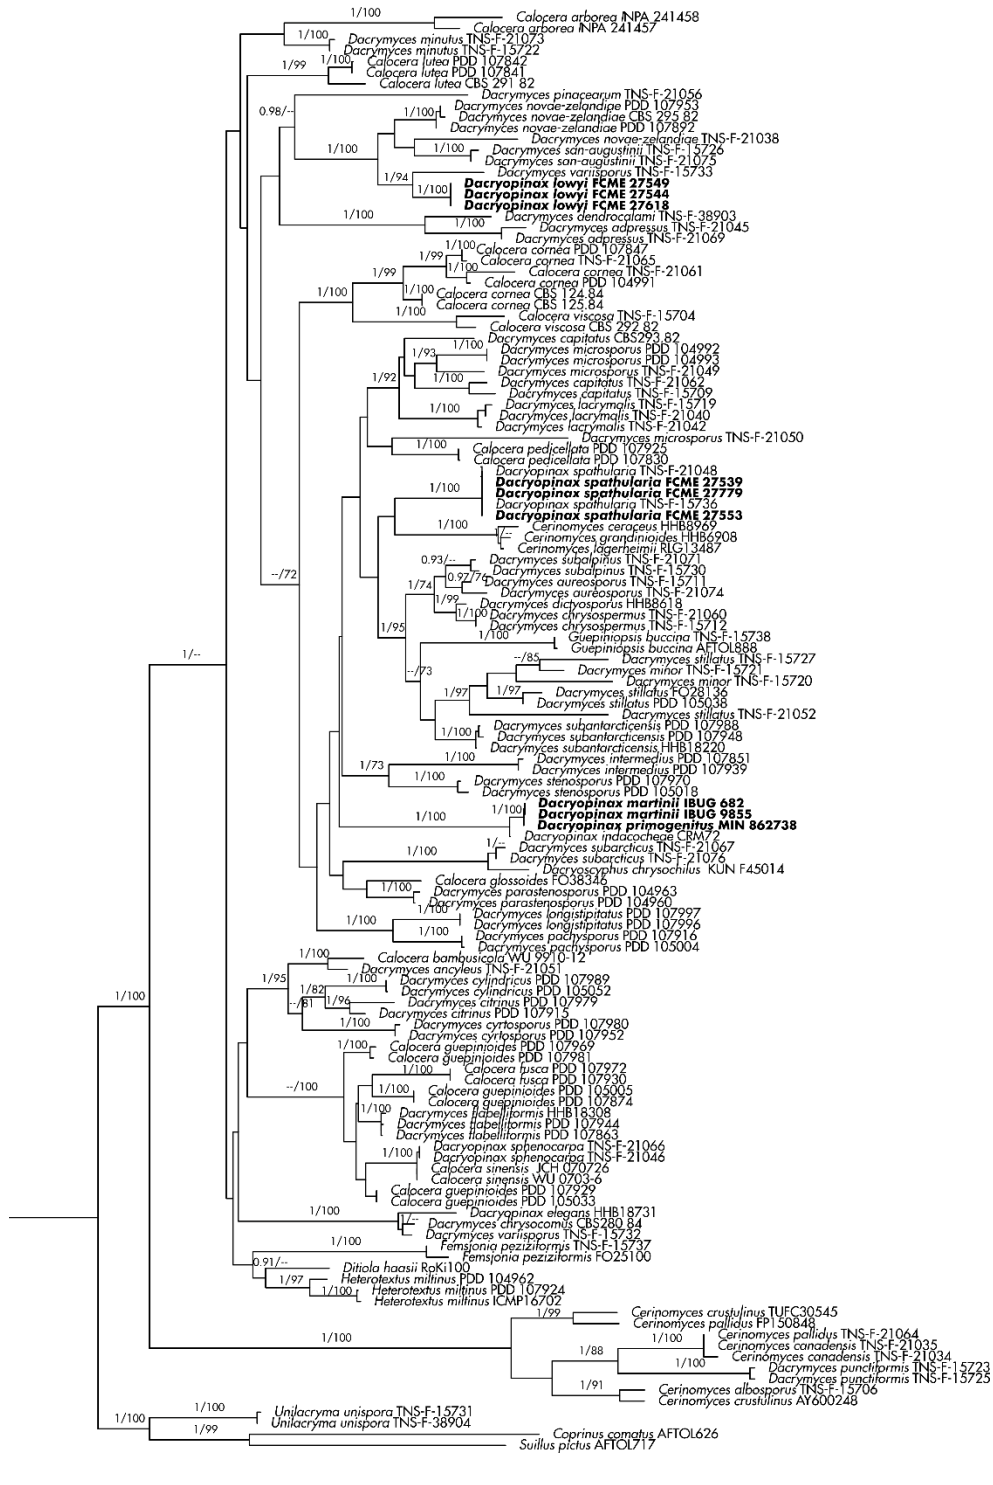 1/100 Calocera arborea INPA 241458
Calocera arborea INPA 241457
1/100 Dacrymyces minutus TNS-F-21073
Dacrymyces minutus TNS-F-15722
1/99 1/100 Calocera lutea PDD 107842
Calocera lutea PDD 107841
Calocera lutea CBS 291 82
Dacrymyces pinacearum TNS-F-21056
0.98/-- Dacrymyces novae-zelandiae PDD 107953
1/100 Dacrymyces novae-zelandiae CBS 295 82
Dacrymyces novae-zelandiae PDD 107892
Dacrymyces novae-zelandiae TNS-F-21038
1/100 1/100 Dacrymyces san-augustinii TNS-F-15726
Dacrymyces san-augustinii TNS-F-21075
1/94 Dacrymyces variisporus TNS-F-15733
Dacryopinax lowyi FCME 27549
1/100 Dacryopinax lowyi FCME 27544
Dacryopinax lowyi FCME 27618
1/100 Dacrymyces dendrocalami TNS-F-38903
1/100 Dacrymyces adpressus TNS-F-21045
Dacrymyces adpressus TNS-F-21069
1/100 Calocera cornea PDD 107847
1/99 Calocera cornea TNS-F-21065
1/99 1/100 Calocera cornea TNS-F-21061
Calocera cornea PDD 104991
1/100 1/100 Calocera cornea CBS 124.84
Calocera cornea CBS 125.84
1/100 Calocera viscosa TNS-F-15704
Calocera viscosa CBS 292 82
Dacrymyces capitatus CBS293.82
1/100 Dacrymyces microsporus PDD 104992
1/93 Dacrymyces microsporus PDD 104993
Dacrymyces microsporus TNS-F-21049
1/92 1/100 Dacrymyces capitatus TNS-F-21062
Dacrymyces capitatus TNS-F-15709
Dacrymyces lacrymalis TNS-F-15719
1/100 Dacrymyces lacrymalis TNS-F-21040
Dacrymyces lacrymalis TNS-F-21042
Dacrymyces microsporus TNS-F-21050
1/100 Calocera pedicellata PDD 107925
Calocera pedicellata PDD 107830
Dacryopinax spathularia TNS-F-21048
Dacryopinax spathularia FCME 27539
1/100 Dacryopinax spathularia FCME 27779
Dacryopinax spathularia TNS-F-15736
Dacryopinax spathularia FCME 27553
1/100 Cerinomyces ceraceus HHB8969
1/-- Cerinomyces grandinioides HHB6908
Cerinomyces lagerheimii RLG13487
0.93/-- Dacrymyces subalpinus TNS-F-21071
Dacrymyces subalpinus TNS-F-15730
--/72 1/74 0.97/76 Dacrymyces aureosporus TNS-F-15711
Dacrymyces aureosporus TNS-F-21074
1/99 Dacrymyces dictyosporus HHB8618
1/100 Dacrymyces chrysospermus TNS-F-21060
1/95 Dacrymyces chrysospermus TNS-F-15712
1/100 Guepiniopsis buccina TNS-F-15738
Guepiniopsis buccina AFTOL888
1/-- --/85 Dacrymyces stillatus TNS-F-15727
--/73 Dacrymyces minor TNS-F-15721
Dacrymyces minor TNS-F-15720
1/97 1/97 Dacrymyces stillatus FO28136
Dacrymyces stillatus PDD 105038
Dacrymyces stillatus TNS-F-21052
Dacrymyces subantarcticensis PDD 107988
1/100 Dacrymyces subantarcticensis PDD 107948
Dacrymyces subantarcticensis HHB18220
1/100 Dacrymyces intermedius PDD 107851
1/73 Dacrymyces intermedius PDD 107939
1/100 Dacrymyces stenosporus PDD 107970
Dacrymyces stenosporus PDD 105018
Dacryopinax martinii IBUG 682
1/100 1/100 Dacryopinax martinii IBUG 9855
Dacryopinax primogenitus MIN 862738
Dacryopinax indacocheae CRM72
1/100 1/-- Dacrymyces subarcticus TNS-F-21067
Dacrymyces subarcticus TNS-F-21076
Dacryoscyphus chrysochilus KUN F45014
Calocera glossoides FO38346
1/100 Dacrymyces parastenosporus PDD 104963
Dacrymyces parastenosporus PDD 104960
1/100 Dacrymyces longistipitatus PDD 107997
1/100 Dacrymyces longistipitatus PDD 107996
1/100 Dacrymyces pachysporus PDD 107916
Dacrymyces pachysporus PDD 105004
1/100 Calocera bambusicola WU 9910-12
Dacrymyces ancyleus TNS-F-21051
1/95 1/100 Dacrymyces cylindricus PDD 107989
1/82 Dacrymyces cylindricus PDD 105052
1/100 --/81 1/96 Dacrymyces citrinus PDD 107979
Dacrymyces citrinus PDD 107915
1/100 Dacrymyces cyrtosporus PDD 107980
Dacrymyces cyrtosporus PDD 107952
1/100 Calocera guepinioides PDD 107969
Calocera guepinioides PDD 107981
1/100 Calocera fusca PDD 107972
Calocera fusca PDD 107930
--/100 1/100 Calocera guepinioides PDD 105005
Calocera guepinioides PDD 107874
1/100 Dacrymyces flabelliformis HHB18308
Dacrymyces flabelliformis PDD 107944
Dacrymyces flabelliformis PDD 107863
Dacryopinax sphenocarpa TNS-F-21066
1/100 Dacryopinax sphenocarpa TNS-F-21046
Calocera sinensis JCH 070726
Calocera sinensis WU 0703-6
Calocera guepinioides PDD 107929
Calocera guepinioides PDD 105033
1/100 Dacryopinax elegans HHB18731
1/-- Dacrymyces chrysocomus CBS280.84
Dacrymyces variisporus TNS-F-15732
1/100 Femsjonia peziziformis TNS-F-15737
Femsjonia peziziformis FO25100
0.91/-- Ditiola haasii RoKi100
1/97 Heterotextus miltinus PDD 104962
1/100 Heterotextus miltinus PDD 107924
Heterotextus miltinus ICMP16702
1/99 Cerinomyces crustulinus TUFC30545
Cerinomyces pallidus FP150848
1/100 1/100 Cerinomyces pallidus TNS-F-21064
Cerinomyces canadensis TNS-F-21035
1/88 Cerinomyces canadensis TNS-F-21034
1/100 Dacrymyces punctiformis TNS-F-15723
Dacrymyces punctiformis TNS-F-15725
1/91 Cerinomyces albosporus TNS-F-15706
Cerinomyces crustulinus AY600248
1/100 Unilacryma unispora TNS-F-15731
1/100 Unilacryma unispora TNS-F-38904
1/99 Coprinus comatus AFTOL626
Suillus pictus AFTOL717